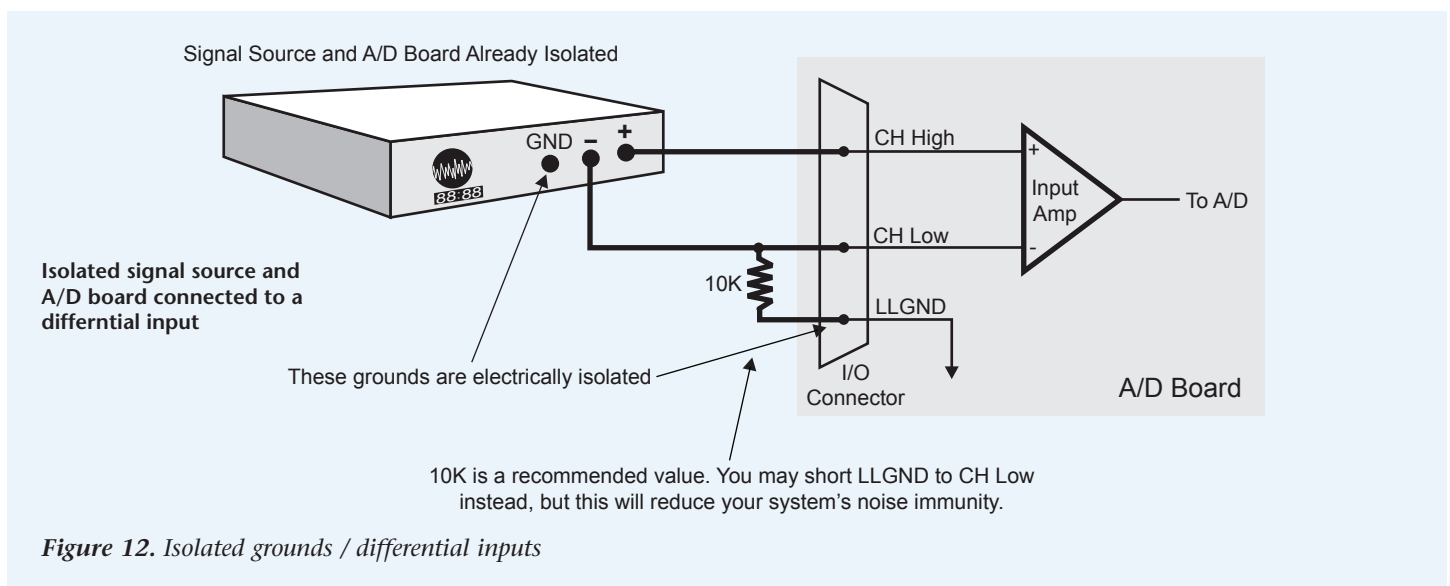 Signal Source and A/D Board Already Isolated
GND
–
+
88:88
CH High
+
Input
Amp
To A/D
CH Low
-
10K
LLGND
Isolated signal source and
A/D board connected to a
differntial input
These grounds are electrically isolated
I/O
Connector
A/D Board
10K is a recommended value. You may short LLGND to CH Low
instead, but this will reduce your system’s noise immunity.
Figure 12. Isolated grounds / differential inputs